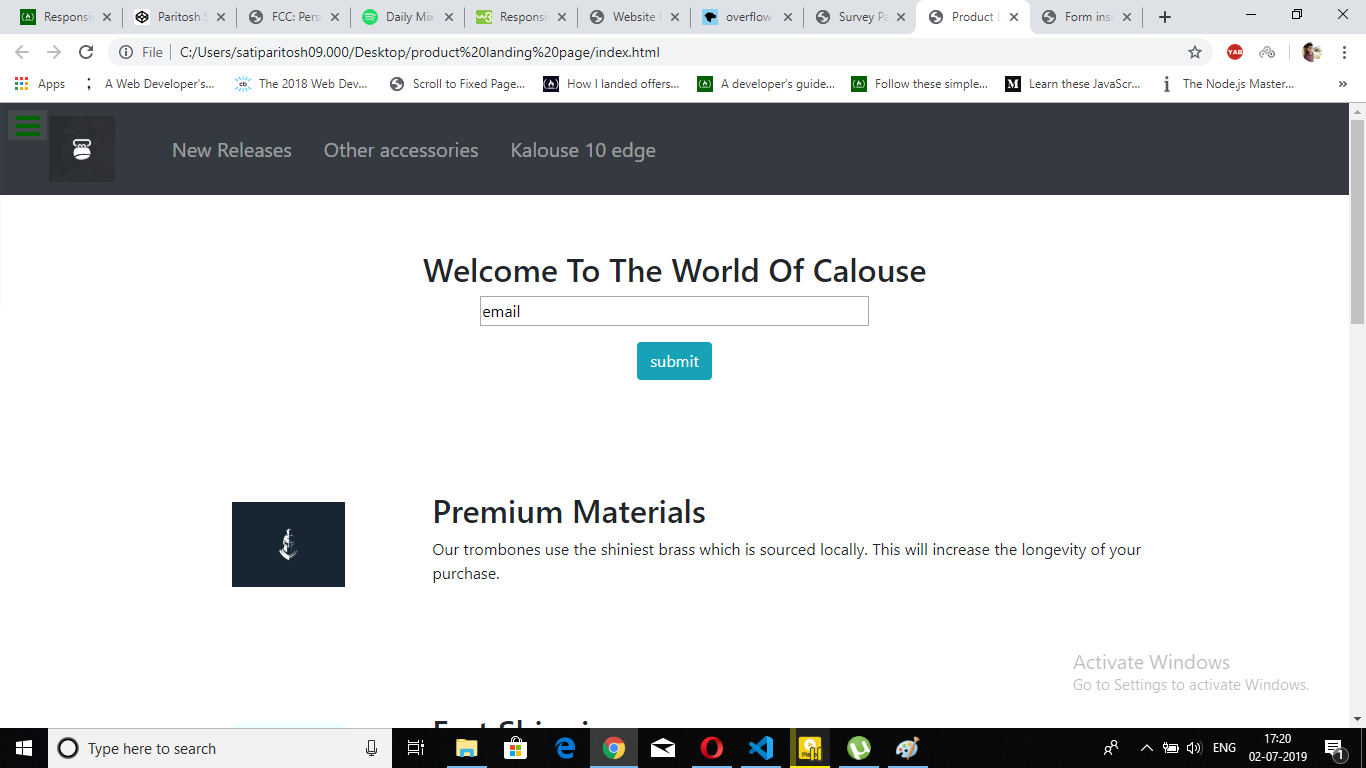 Responsi Paritosh S FCC: Pers Daily Mix Responsi Website overflow Survey Pa Product L Form insi
File C:/Users/satiparitosh09.000/Desktop/product%20landing%20page/index.html
Apps A Web Developer's... The 2018 Web Dev... Scroll to Fixed Page... How I landed offers... A developer's guide... Follow these simple... Learn these JavaScr... The Node.js Master...
New Releases Other accessories Kalouse 10 edge
Welcome To The World Of Calouse
email
submit
Premium Materials
Our trombones use the shiniest brass which is sourced locally. This will increase the longevity of your
purchase.
Activate Windows
Go to Settings to activate Windows.
Type here to search ENG 17:20
02-07-2019